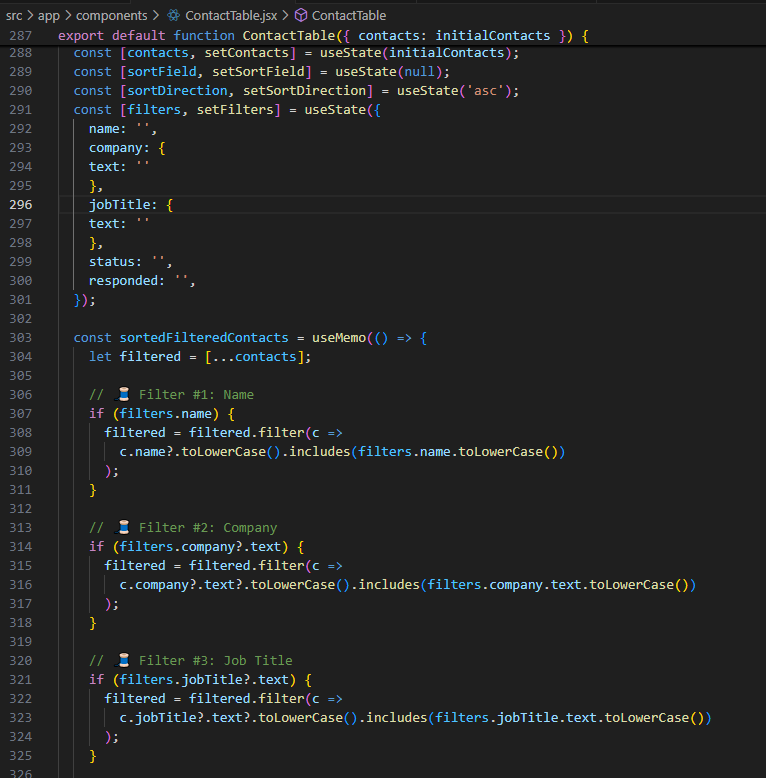 src > app > components > ContactTable.jsx > ContactTable
287 export default function ContactTable({ contacts: initialContacts }) {
288 const [contacts, setContacts] = useState(initialContacts);
289 const [sortField, setSortField] = useState(null);
290 const [sortDirection, setSortDirection] = useState('asc');
291 const [filters, setFilters] = useState({
292 name: '',
293 company: {
294 text: ''
295 },
296 jobTitle: {
297 text: ''
298 },
299 status: '',
300 responded: '',
301 });
302
303 const sortedFilteredContacts = useMemo(() => {
304 let filtered = [...contacts];
305
306 // 🧵 Filter #1: Name
307 if (filters.name) {
308 filtered = filtered.filter(c =>
309 c.name?.toLowerCase().includes(filters.name.toLowerCase())
310 );
311 }
312
313 // 🧵 Filter #2: Company
314 if (filters.company?.text) {
315 filtered = filtered.filter(c =>
316 c.company?.text?.toLowerCase().includes(filters.company.text.toLowerCase())
317 );
318 }
319
320 // 🧵 Filter #3: Job Title
321 if (filters.jobTitle?.text) {
322 filtered = filtered.filter(c =>
323 c.jobTitle?.text?.toLowerCase().includes(filters.jobTitle.text.toLowerCase())
324 );
325 }
326